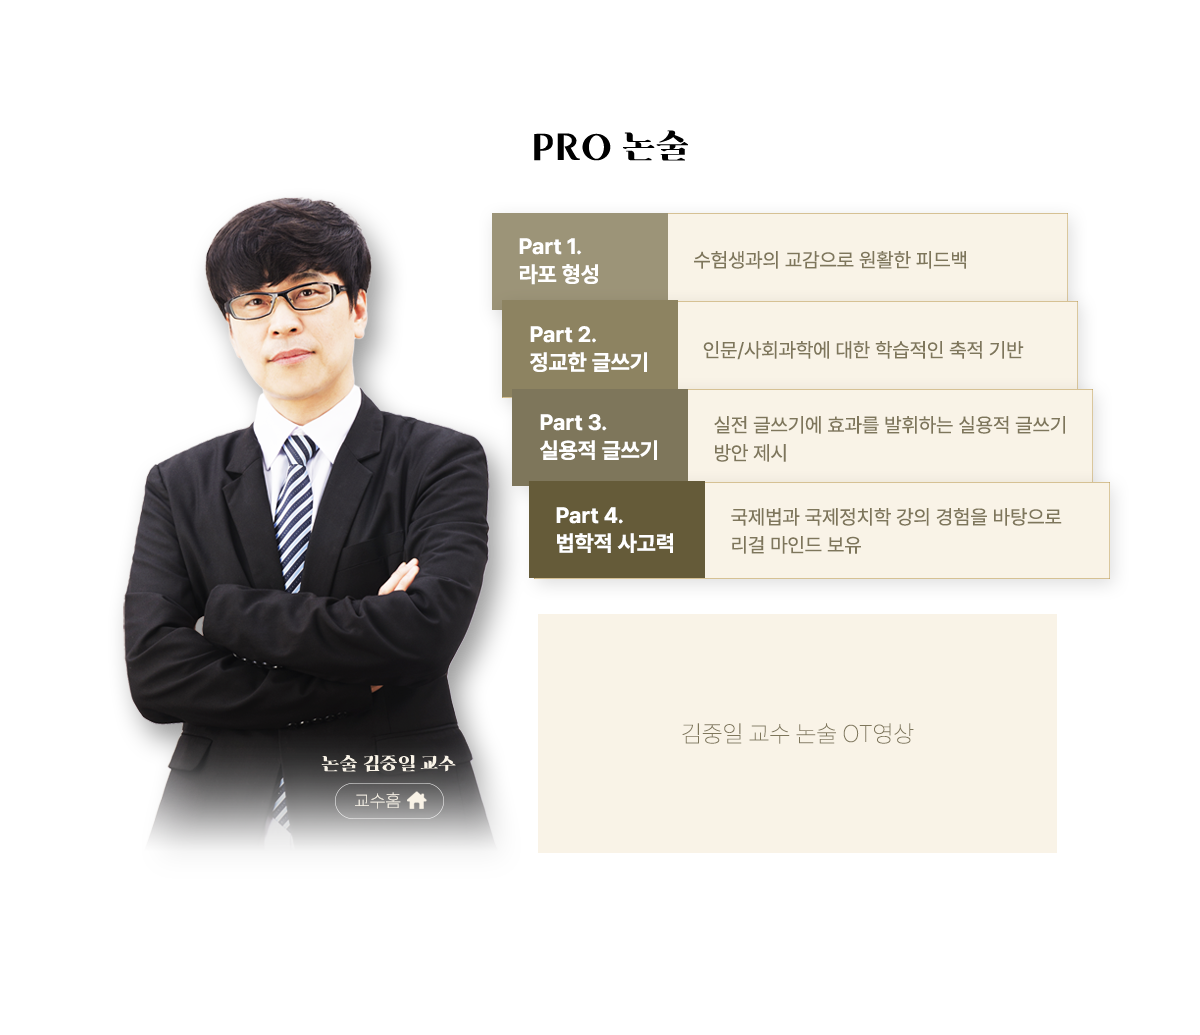 PRO 논술
Part 1.
라포 형성
수험생과의 교감으로 원활한 피드백
Part 2.
정교한 글쓰기
인문/사회과학에 대한 학습적인 축적 기반
Part 3.
실용적 글쓰기
실전 글쓰기에 효과를 발휘하는 실용적 글쓰기
방안 제시
Part 4.
법학적 사고력
국제법과 국제정치학 강의 경험을 바탕으로
리걸 마인드 보유
김중일 교수 논술 OT영상
논술 김중일 교수
교수홈